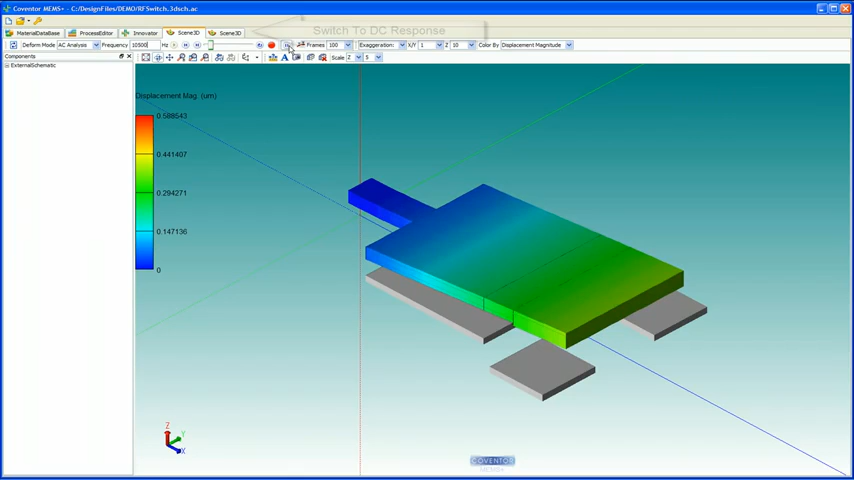 Coventor MEMS+ - C:/DesignFiles/DEMO/RFSwitch_3dsch.ac
MaterialDataBase ProcessEditor Innovator Scene3D Scene3D
Switch To DC Response
Deform Mode AC Analysis Frequency 10500 Hz Frames 100 Exaggeration: X/Y 1 Z 10 Color By Displacement Magnitude
Components
Scale Z 5
ExternalSchematic
Displacement Mag. (um)
0.588543
0.441407
0.294271
0.147136
0
Z
Y
X
COVENTOR
MEMS+